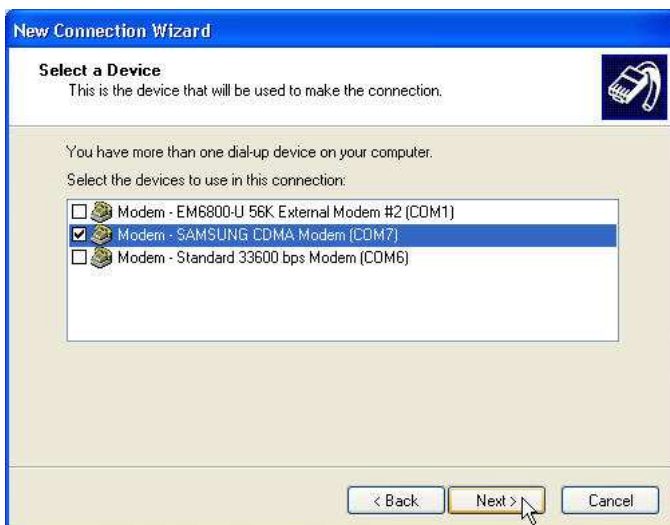 New Connection Wizard
Select a Device
This is the device that will be used to make the connection.
You have more than one dial-up device on your computer.
Select the devices to use in this connection:
Modem - EM6800-U 56K External Modem #2 (COM1)
Modem - SAMSUNG CDMA Modem (COM7)
Modem - Standard 33600 bps Modem (COM6)
< Back Next > Cancel